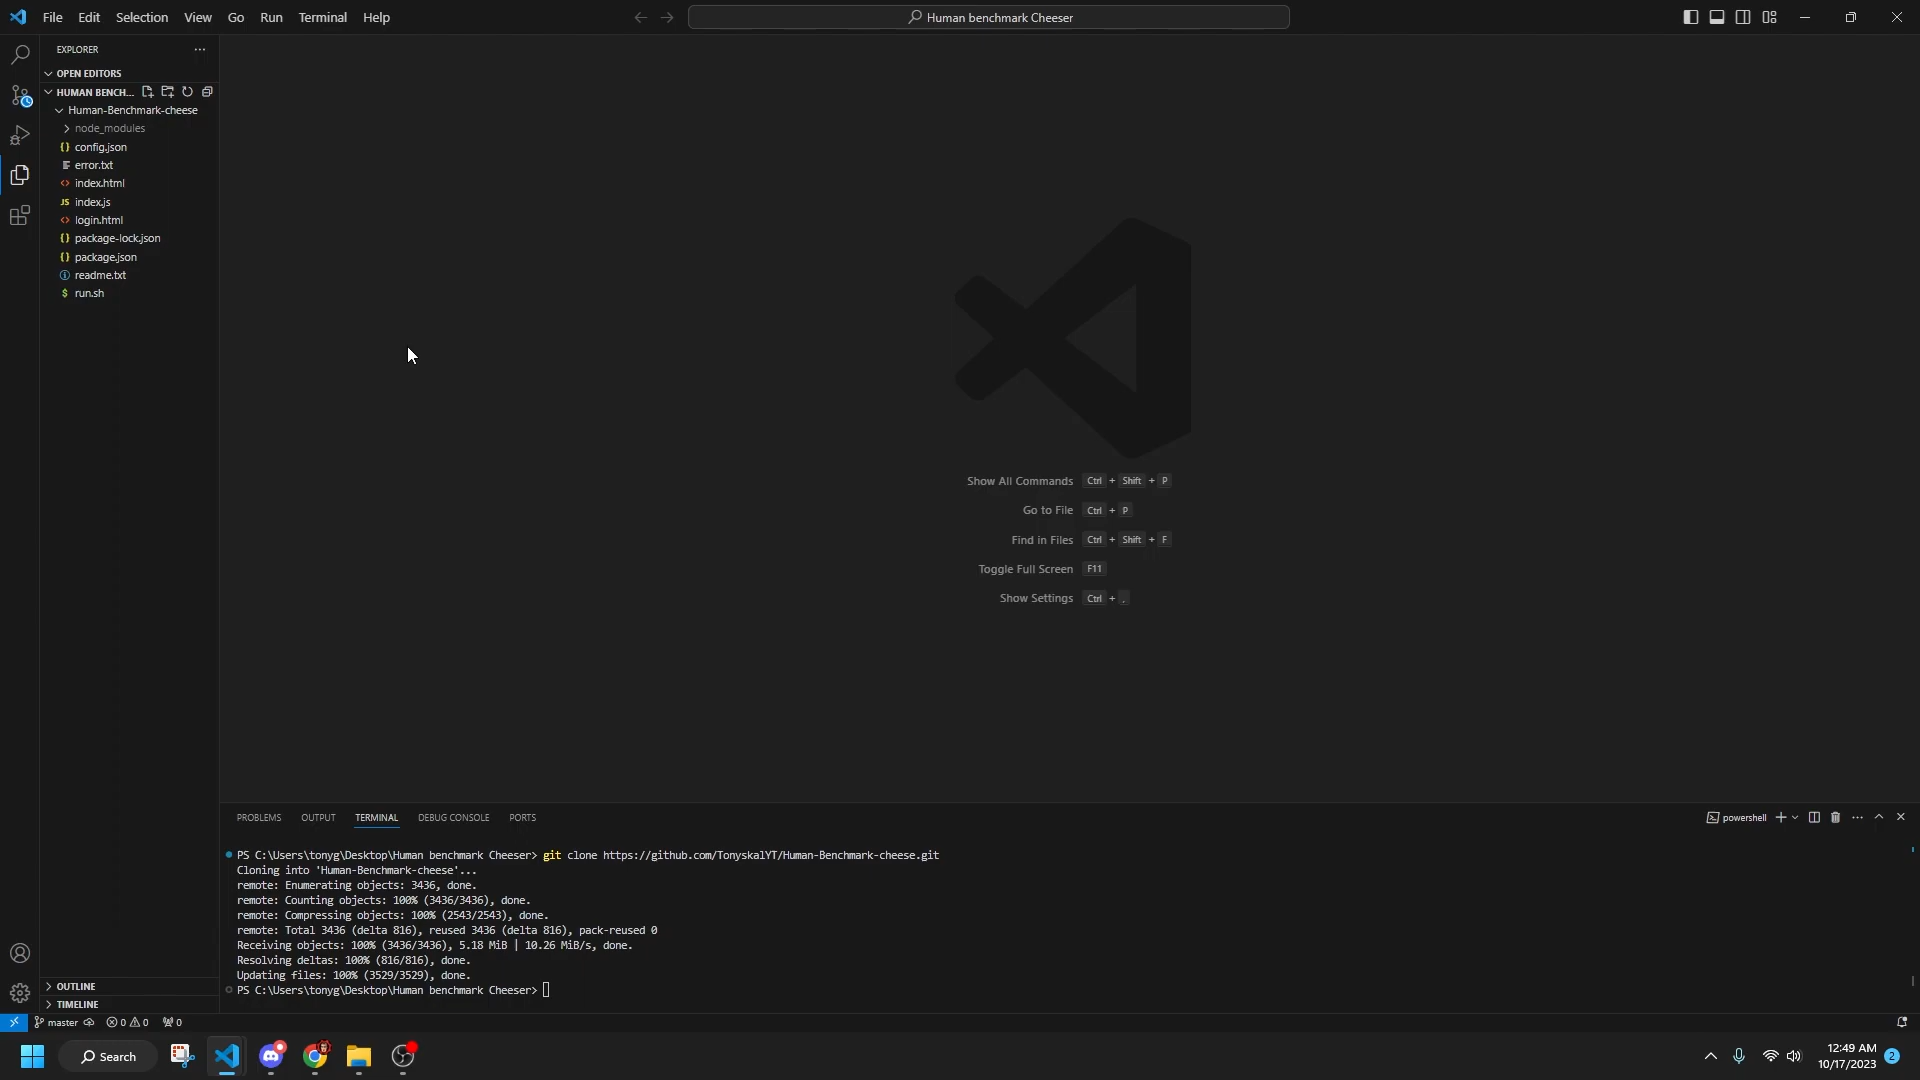 File Edit Selection View Go Run Terminal Help
Human benchmark Cheeser
EXPLORER
OPEN EDITORS
HUMAN BENCH...
Human-Benchmark-cheese
node_modules
config.json
error.txt
index.html
JS index.js
login.html
package-lock.json
package.json
readme.txt
$ run.sh
Show All Commands Ctrl + Shift + P
Go to File Ctrl + P
Find in Files Ctrl + Shift + F
Toggle Full Screen F11
Show Settings Ctrl + ,
PROBLEMS OUTPUT TERMINAL DEBUG CONSOLE PORTS
powershell
PS C:\Users\tonyg\Desktop\Human benchmark Cheeser> git clone https://github.com/TonyskalYT/Human-Benchmark-cheese.git
Cloning into 'Human-Benchmark-cheese'...
remote: Enumerating objects: 3436, done.
remote: Counting objects: 100% (3436/3436), done.
remote: Compressing objects: 100% (2543/2543), done.
remote: Total 3436 (delta 816), reused 3436 (delta 816), pack-reused 0
Receiving objects: 100% (3436/3436), 5.18 MiB | 10.26 MiB/s, done.
Resolving deltas: 100% (816/816), done.
Updating files: 100% (3529/3529), done.
PS C:\Users\tonyg\Desktop\Human benchmark Cheeser>
OUTLINE
TIMELINE
master 0 0 0
Search
12:49 AM
10/17/2023
2